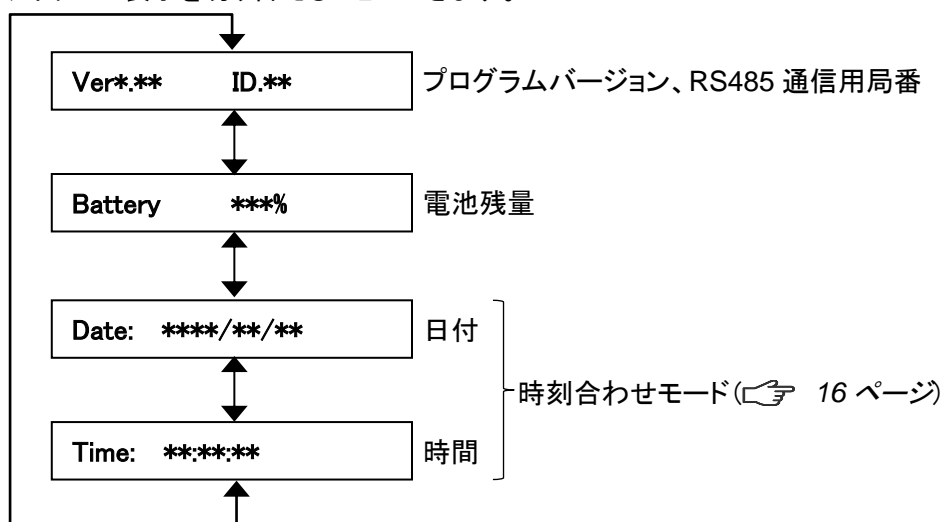 Ver*.** ID.** プログラムバージョン、RS485 通信用局番
Battery ***% 電池残量
Date: ****/**/** 日付
時刻合わせモード(☞ 16 ページ)
Time: **:**:** 時間